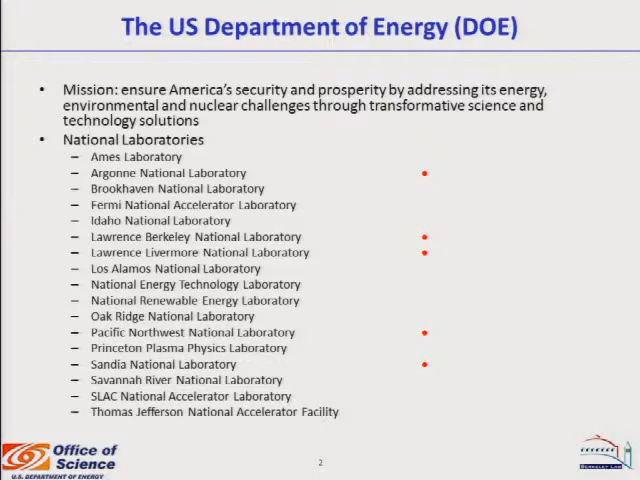 The US Department of Energy (DOE)
• Mission: ensure America's security and prosperity by addressing its energy,
environmental and nuclear challenges through transformative science and
technology solutions
• National Laboratories
– Ames Laboratory
– Argonne National Laboratory
– Brookhaven National Laboratory
– Fermi National Accelerator Laboratory
– Idaho National Laboratory
– Lawrence Berkeley National Laboratory
– Lawrence Livermore National Laboratory
– Los Alamos National Laboratory
– National Energy Technology Laboratory
– National Renewable Energy Laboratory
– Oak Ridge National Laboratory
– Pacific Northwest National Laboratory
– Princeton Plasma Physics Laboratory
– Sandia National Laboratory
– Savannah River National Laboratory
– SLAC National Accelerator Laboratory
– Thomas Jefferson National Accelerator Facility
Office of
Science
U.S. DEPARTMENT OF ENERGY
2
BERKELEY LAB